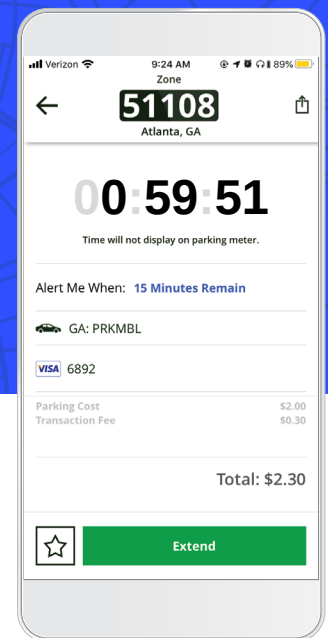 Verizon 9:24 AM 89%
Zone
51108
Atlanta, GA
00:59:51
Time will not display on parking meter.
Alert Me When: 15 Minutes Remain
GA: PRKMBL
VISA 6892
Parking Cost $2.00
Transaction Fee $0.30
Total: $2.30
Extend